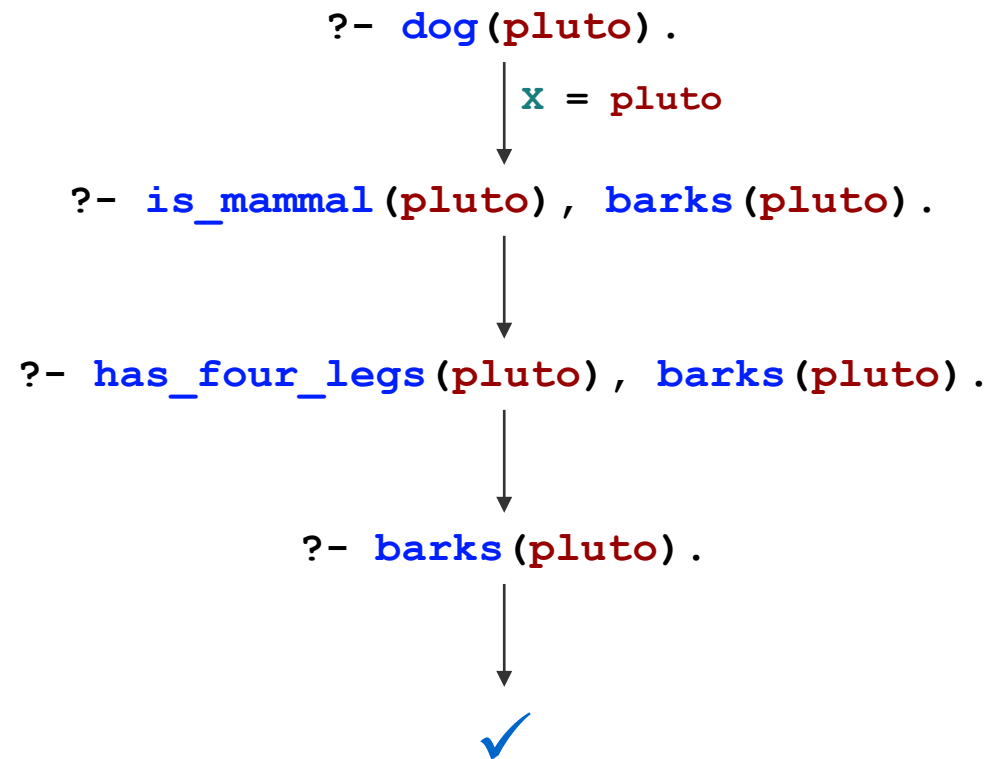 ?- dog(pluto).
X = pluto
?- is_mammal(pluto), barks(pluto).
?- has_four_legs(pluto), barks(pluto).
?- barks(pluto).
✓